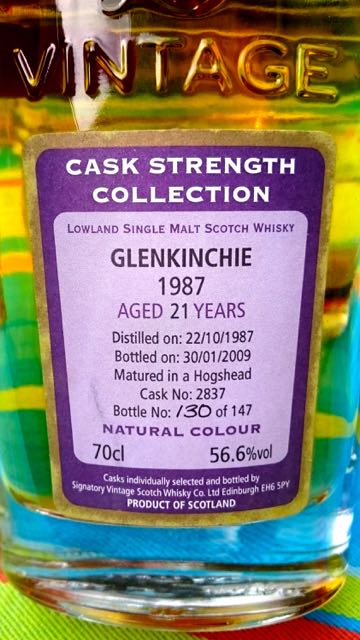 VINTAGE
CASK STRENGTH
COLLECTION
LOWLAND SINGLE MALT SCOTCH WHISKY
GLENKINCHIE
1987
AGED 21 YEARS
Distilled on: 22/10/1987
Bottled on: 30/01/2009
Matured in a Hogshead
Cask No: 2837
Bottle No: 130 of 147
NATURAL COLOUR
70cl 56.6%vol
Casks individually selected and bottled by
Signatory Vintage Scotch Whisky Co. Ltd Edinburgh EH6 5PY
PRODUCT OF SCOTLAND